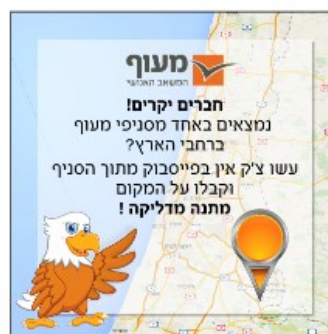 מעוף
המשאב האנושי
חברים יקרים!
נמצאים באחד מסניפי מעוף
ברחבי הארץ?
עשו צ'ק אין בפייסבוק מתוך הסניף
וקבלו על המקום
מתנה מדליקה !